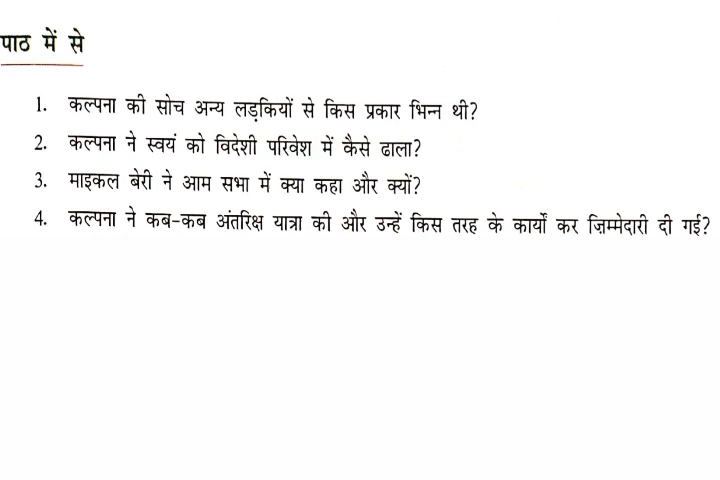 पाठ में से
1. कल्पना की सोच अन्य लड़कियों से किस प्रकार भिन्न थी?
2. कल्पना ने स्वयं को विदेशी परिवेश में कैसे ढाला?
3. माइकल बेरी ने आम सभा में क्या कहा और क्यों?
4. कल्पना ने कब-कब अंतरिक्ष यात्रा की और उन्हें किस तरह के कार्यों कर ज़िम्मेदारी दी गई?